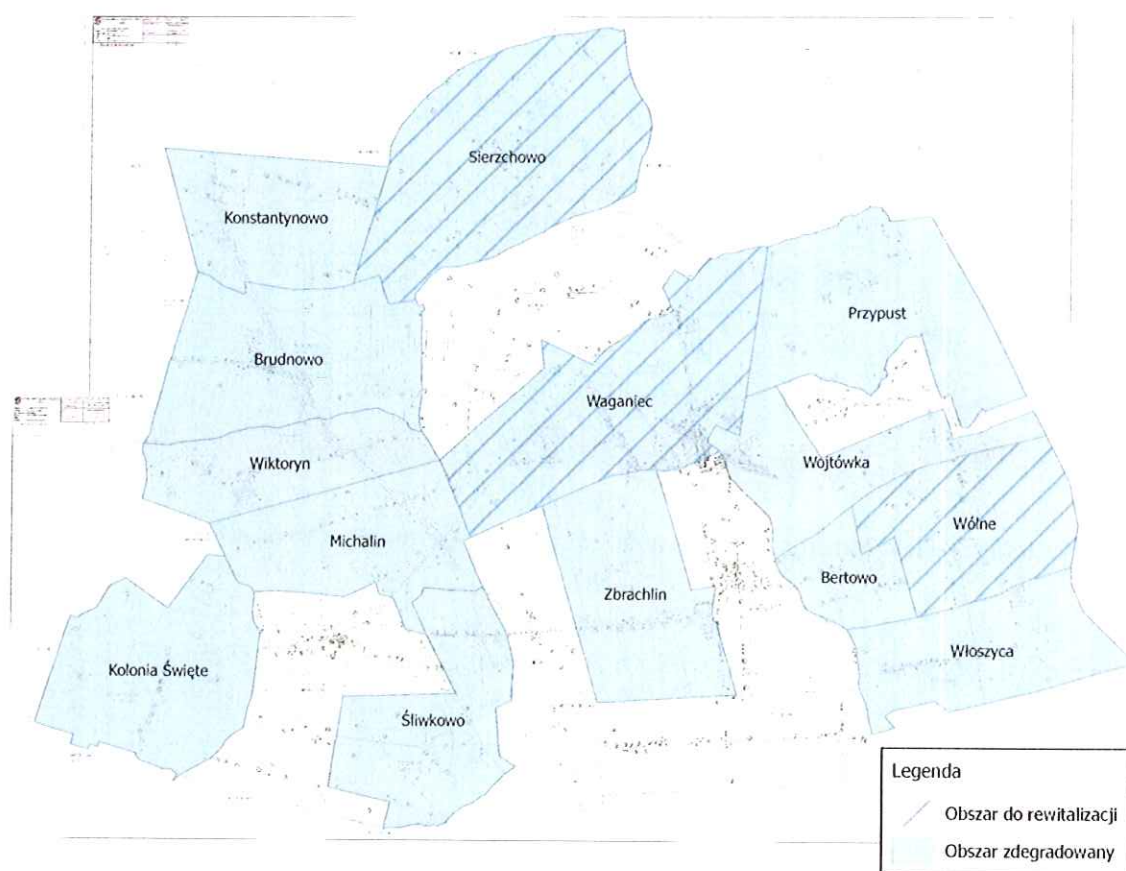 Sierzchowo
Konstantynowo
Przypust
Brudnowo
Waganiec
Wiktoryn
Wojtówka
Wólne
Michalin
Bertowo
Zbrachlin
Kolonia Święte
Włoszyca
Śliwkowo
Legenda
Obszar do rewitalizacji
Obszar zdegradowany